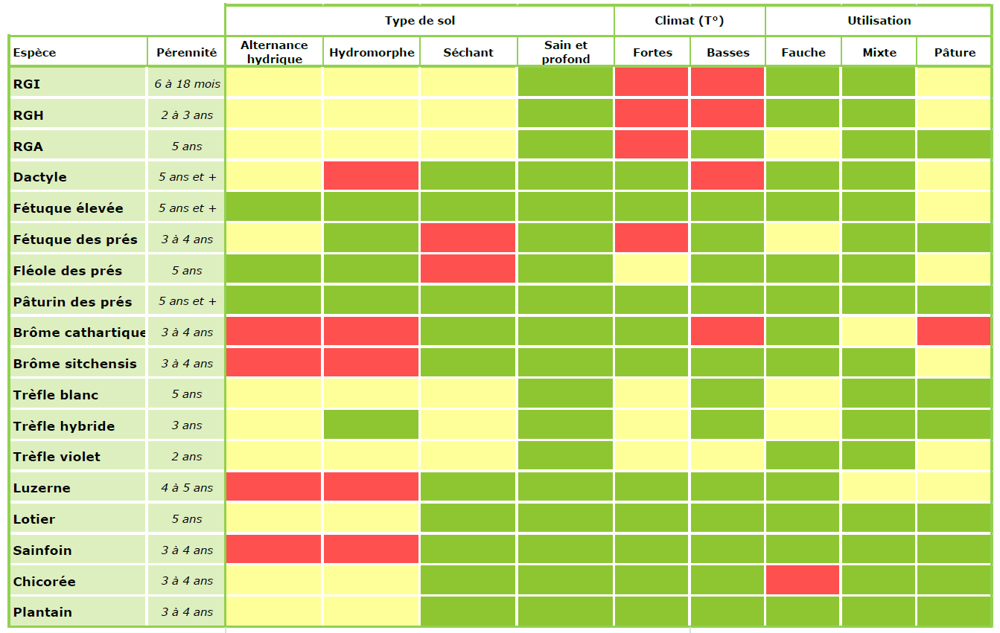 Type de sol Climat (T°) Utilisation
Espèce Pérennité Alternance hydrique Hydromorphe Séchant Sain et profond Fortes Basses Fauche Mixte Pâture
RGI 6 à 18 mois
RGH 2 à 3 ans
RGA 5 ans
Dactyle 5 ans et +
Fétuque élevée 5 ans et +
Fétuque des prés 3 à 4 ans
Fléole des prés 5 ans
Pâturin des prés 5 ans et +
Brôme cathartique 3 à 4 ans
Brôme sitchensis 3 à 4 ans
Trèfle blanc 5 ans
Trèfle hybride 3 ans
Trèfle violet 2 ans
Luzerne 4 à 5 ans
Lotier 5 ans
Sainfoin 3 à 4 ans
Chicorée 3 à 4 ans
Plantain 3 à 4 ans